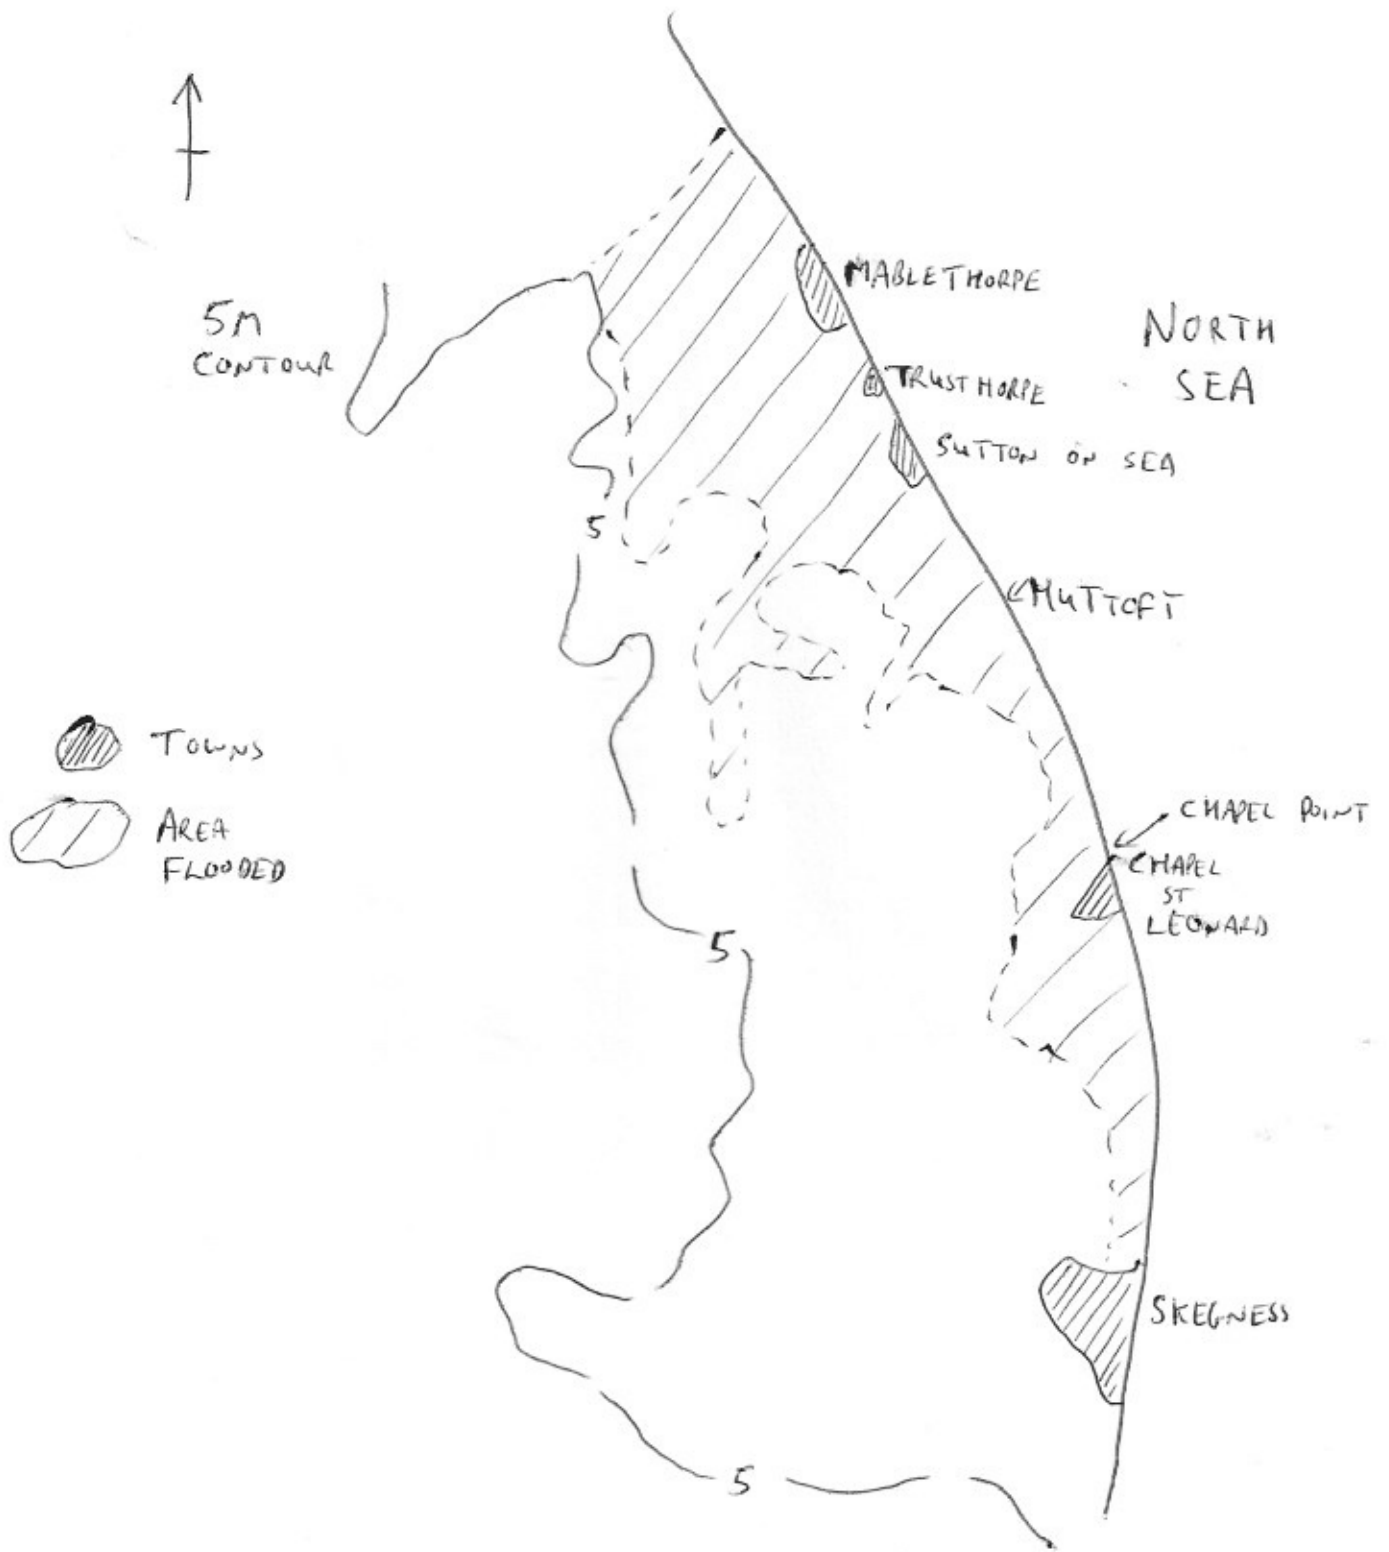 MABLETHORPE
5M
CONTOUR
NORTH
SEA
TRUSTHORPE
SUTTON ON SEA
5
MUTTOFT
TOWNS
AREA
FLOODED
CHAPEL POINT
CHAPEL
ST
LEONARD
5
SKEGNESS
5